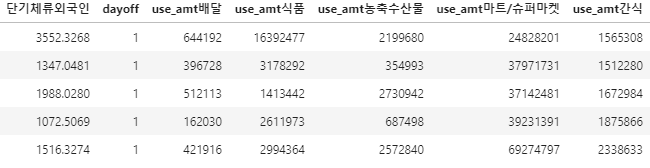 단기체류외국인 dayoff use_amt배달 use_amt식품 use_amt농축수산물 use_amt마트/슈퍼마켓 use_amt간식
3552.3268 1 644192 16392477 2199680 24828201 1565308
1347.0481 1 396728 3178292 354993 37971731 1512280
1988.0280 1 512113 1413442 2730942 37142481 1672984
1072.5069 1 162030 2611973 687498 39231391 1875866
1516.3274 1 421916 2994364 2572840 69274797 2338633